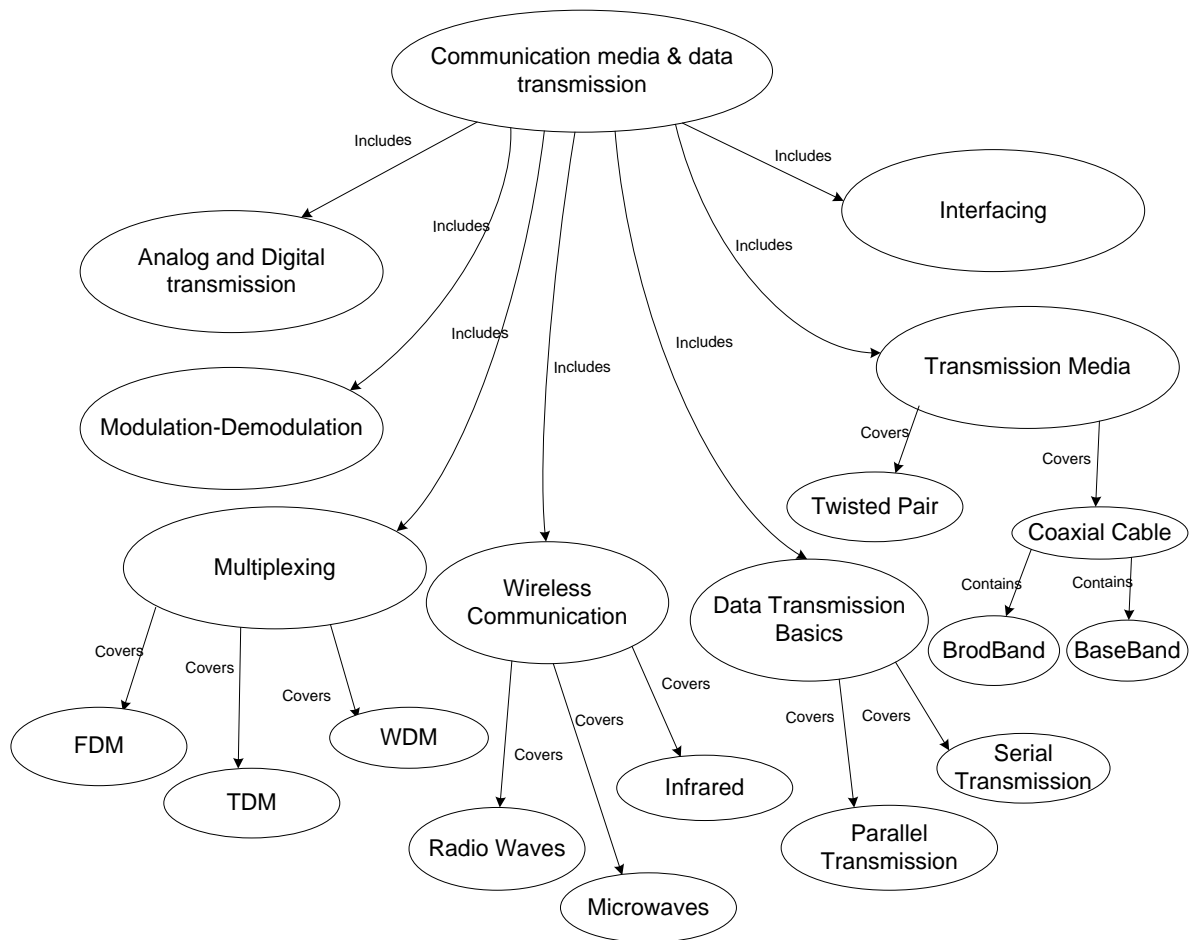 Communication media & data
transmission
Includes
Includes
Interfacing
Includes
Includes
Analog and Digital
transmission
Includes
Includes
Includes
Transmission Media
Modulation-Demodulation
Covers
Covers
Twisted Pair
Coaxial Cable
Multiplexing
Wireless
Communication
Data Transmission
Basics
Contains
Contains
BrodBand
BaseBand
Covers
Covers
Covers
Covers
Covers
Covers
Covers
Covers
FDM
WDM
TDM
Infrared
Serial
Transmission
Radio Waves
Parallel
Transmission
Microwaves